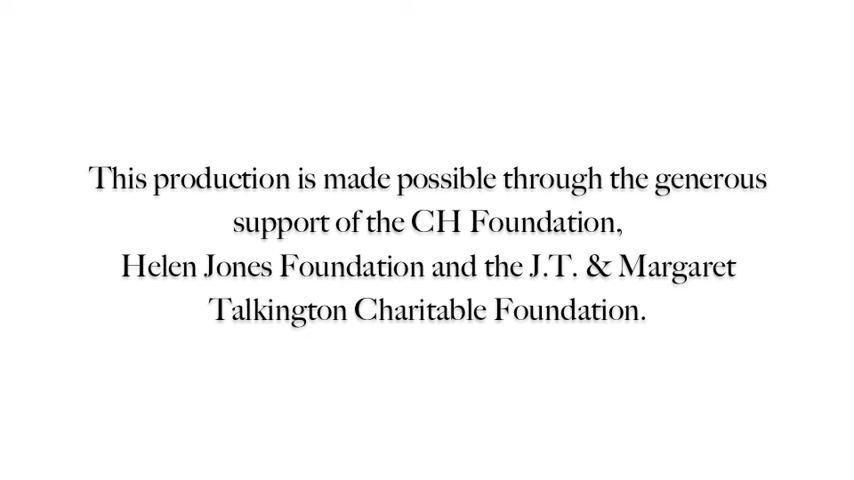 This production is made possible through the generous
support of the CH Foundation,
Helen Jones Foundation and the J.T. & Margaret
Talkington Charitable Foundation.